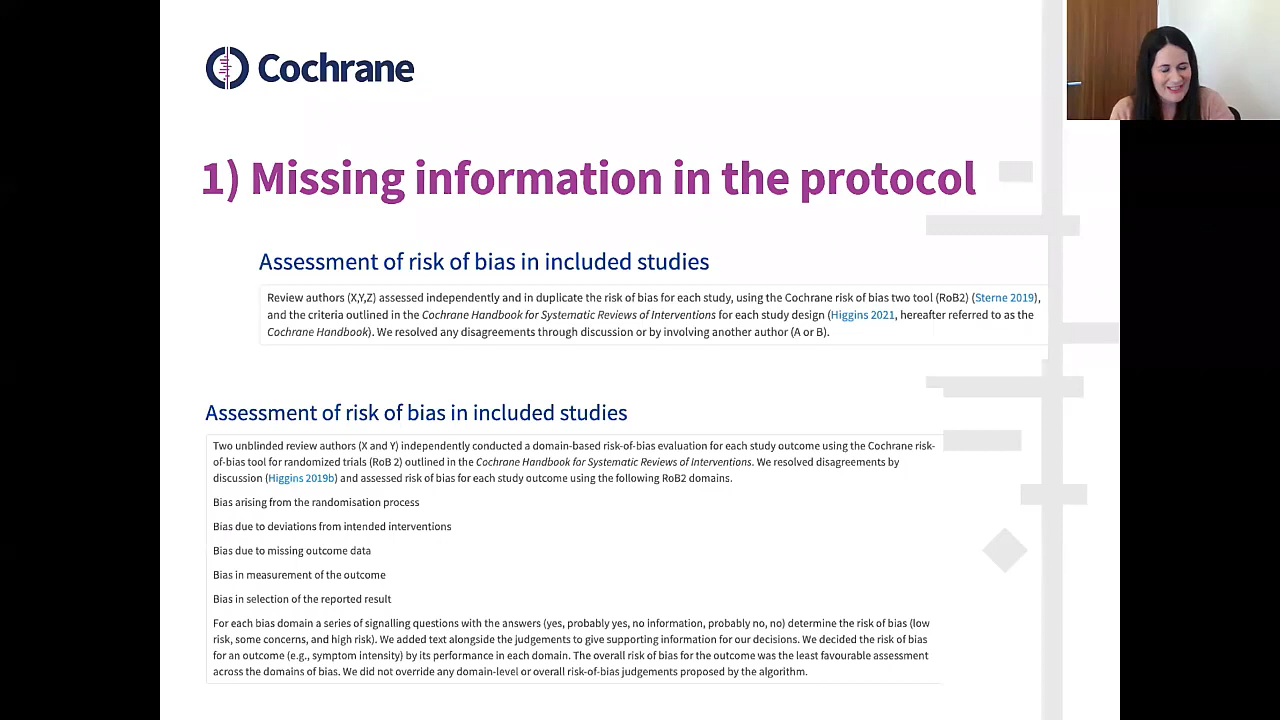 Cochrane
1) Missing information in the protocol
Assessment of risk of bias in included studies
Review authors (X,Y,Z) assessed independently and in duplicate the risk of bias for each study, using the Cochrane risk of bias two tool (RoB2) (Sterne 2019),
and the criteria outlined in the Cochrane Handbook for Systematic Reviews of Interventions for each study design (Higgins 2021, hereafter referred to as the
Cochrane Handbook). We resolved any disagreements through discussion or by involving another author (A or B).
Assessment of risk of bias in included studies
Two unblinded review authors (X and Y) independently conducted a domain-based risk-of-bias evaluation for each study outcome using the Cochrane risk-
of-bias tool for randomized trials (RoB 2) outlined in the Cochrane Handbook for Systematic Reviews of Interventions. We resolved disagreements by
discussion (Higgins 2019b) and assessed risk of bias for each study outcome using the following RoB2 domains.
Bias arising from the randomisation process
Bias due to deviations from intended interventions
Bias due to missing outcome data
Bias in measurement of the outcome
Bias in selection of the reported result
For each bias domain a series of signalling questions with the answers (yes, probably yes, no information, probably no, no) determine the risk of bias (low
risk, some concerns, and high risk). We added text alongside the judgements to give supporting information for our decisions. We decided the risk of bias
for an outcome (e.g., symptom intensity) by its performance in each domain. The overall risk of bias for the outcome was the least favourable assessment
across the domains of bias. We did not override any domain-level or overall risk-of-bias judgements proposed by the algorithm.